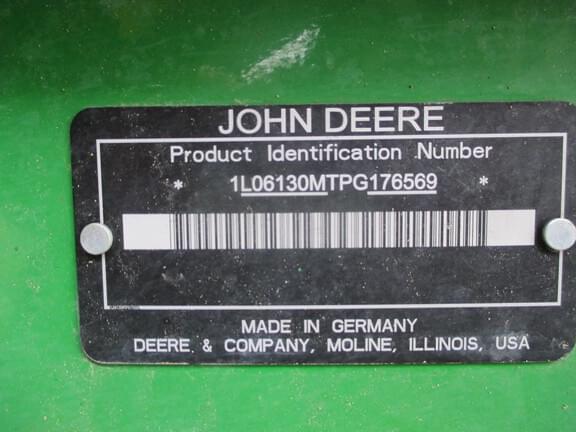 JOHN DEERE
Product Identification Number
* 1L06130MTPG176569 *
MADE IN GERMANY
DEERE & COMPANY, MOLINE, ILLINOIS, USA